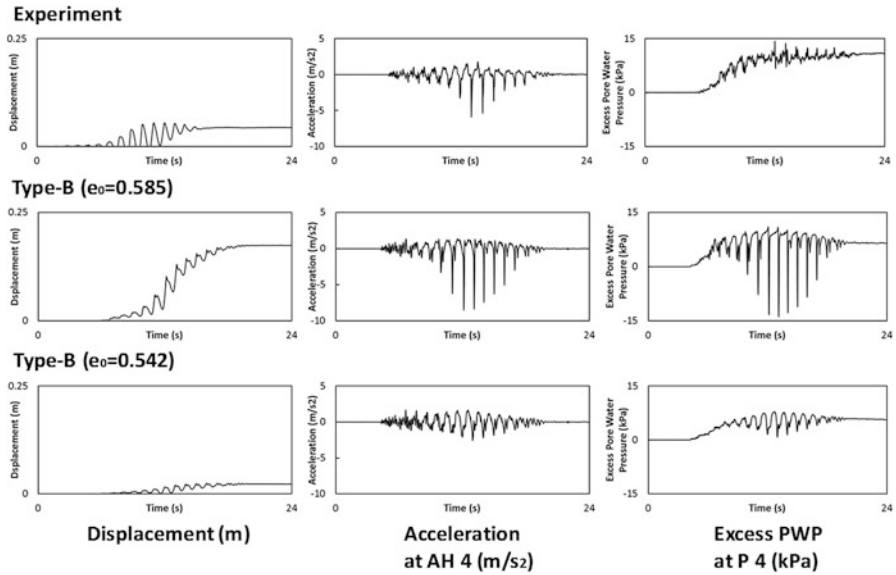 Experiment
0.25
Dsplacement (m)
0
0
Time (s)
24
5
0
-5
-10
Acceleration (m/s2)
0
Time (s)
24
15
0
-15
Excess Pore Water
Pressure (kPa)
0
Time (s)
24
Type-B (e₀=0.585)
0.25
Dsplacement (m)
0
0
Time (s)
24
5
0
-5
-10
Acceleration (m/s2)
0
Time (s)
24
15
0
-15
Excess Pore Water
Pressure (kPa)
0
Time (s)
24
Type-B (e₀=0.542)
0.25
Dsplacement (m)
0
0
Time (s)
24
5
0
-5
-10
Acceleration (m/s2)
0
Time (s)
24
15
0
-15
Excess Pore Water
Pressure (kPa)
0
Time (s)
24
Displacement (m)
Acceleration
at AH 4 (m/s₂)
Excess PWP
at P 4 (kPa)